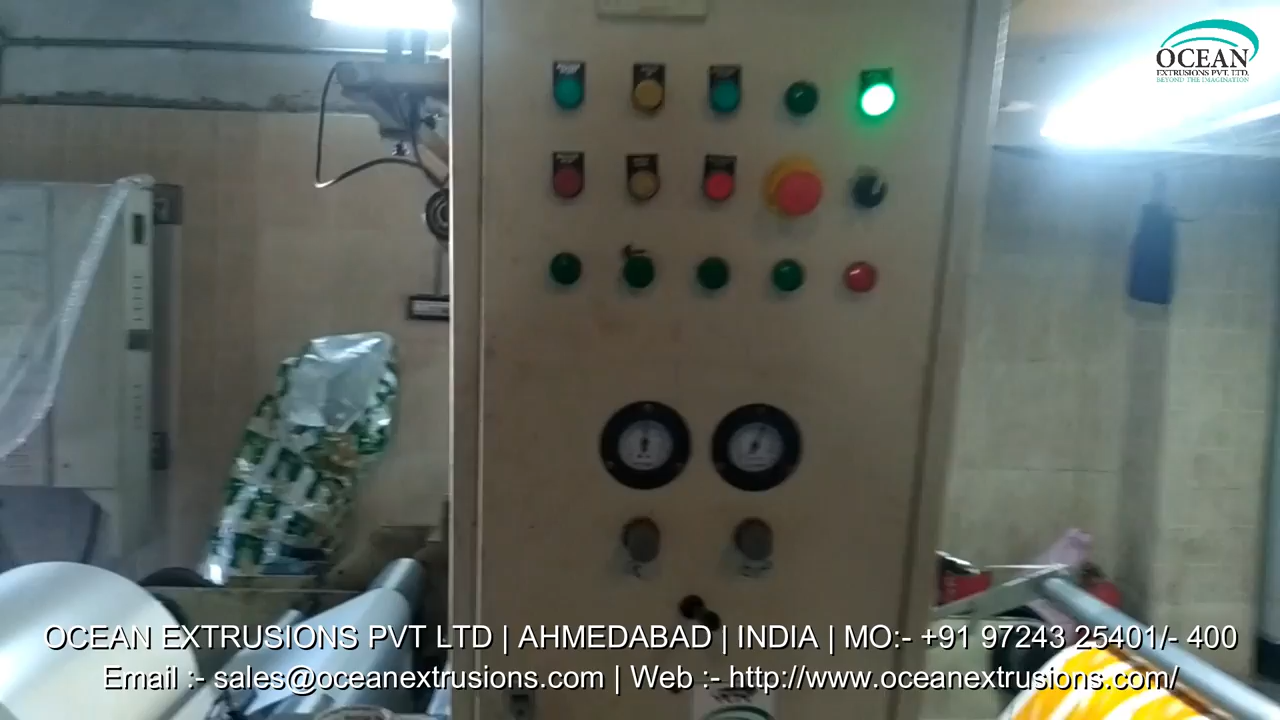 OCEAN
EXTRUSIONS PVT. LTD.
BEYOND THE IMAGINATION
OCEAN EXTRUSIONS PVT LTD | AHMEDABAD | INDIA | MO:- +91 97243 25401/- 400
Email :- sales@oceanextrusions.com | Web :- http://www.oceanextrusions.com/